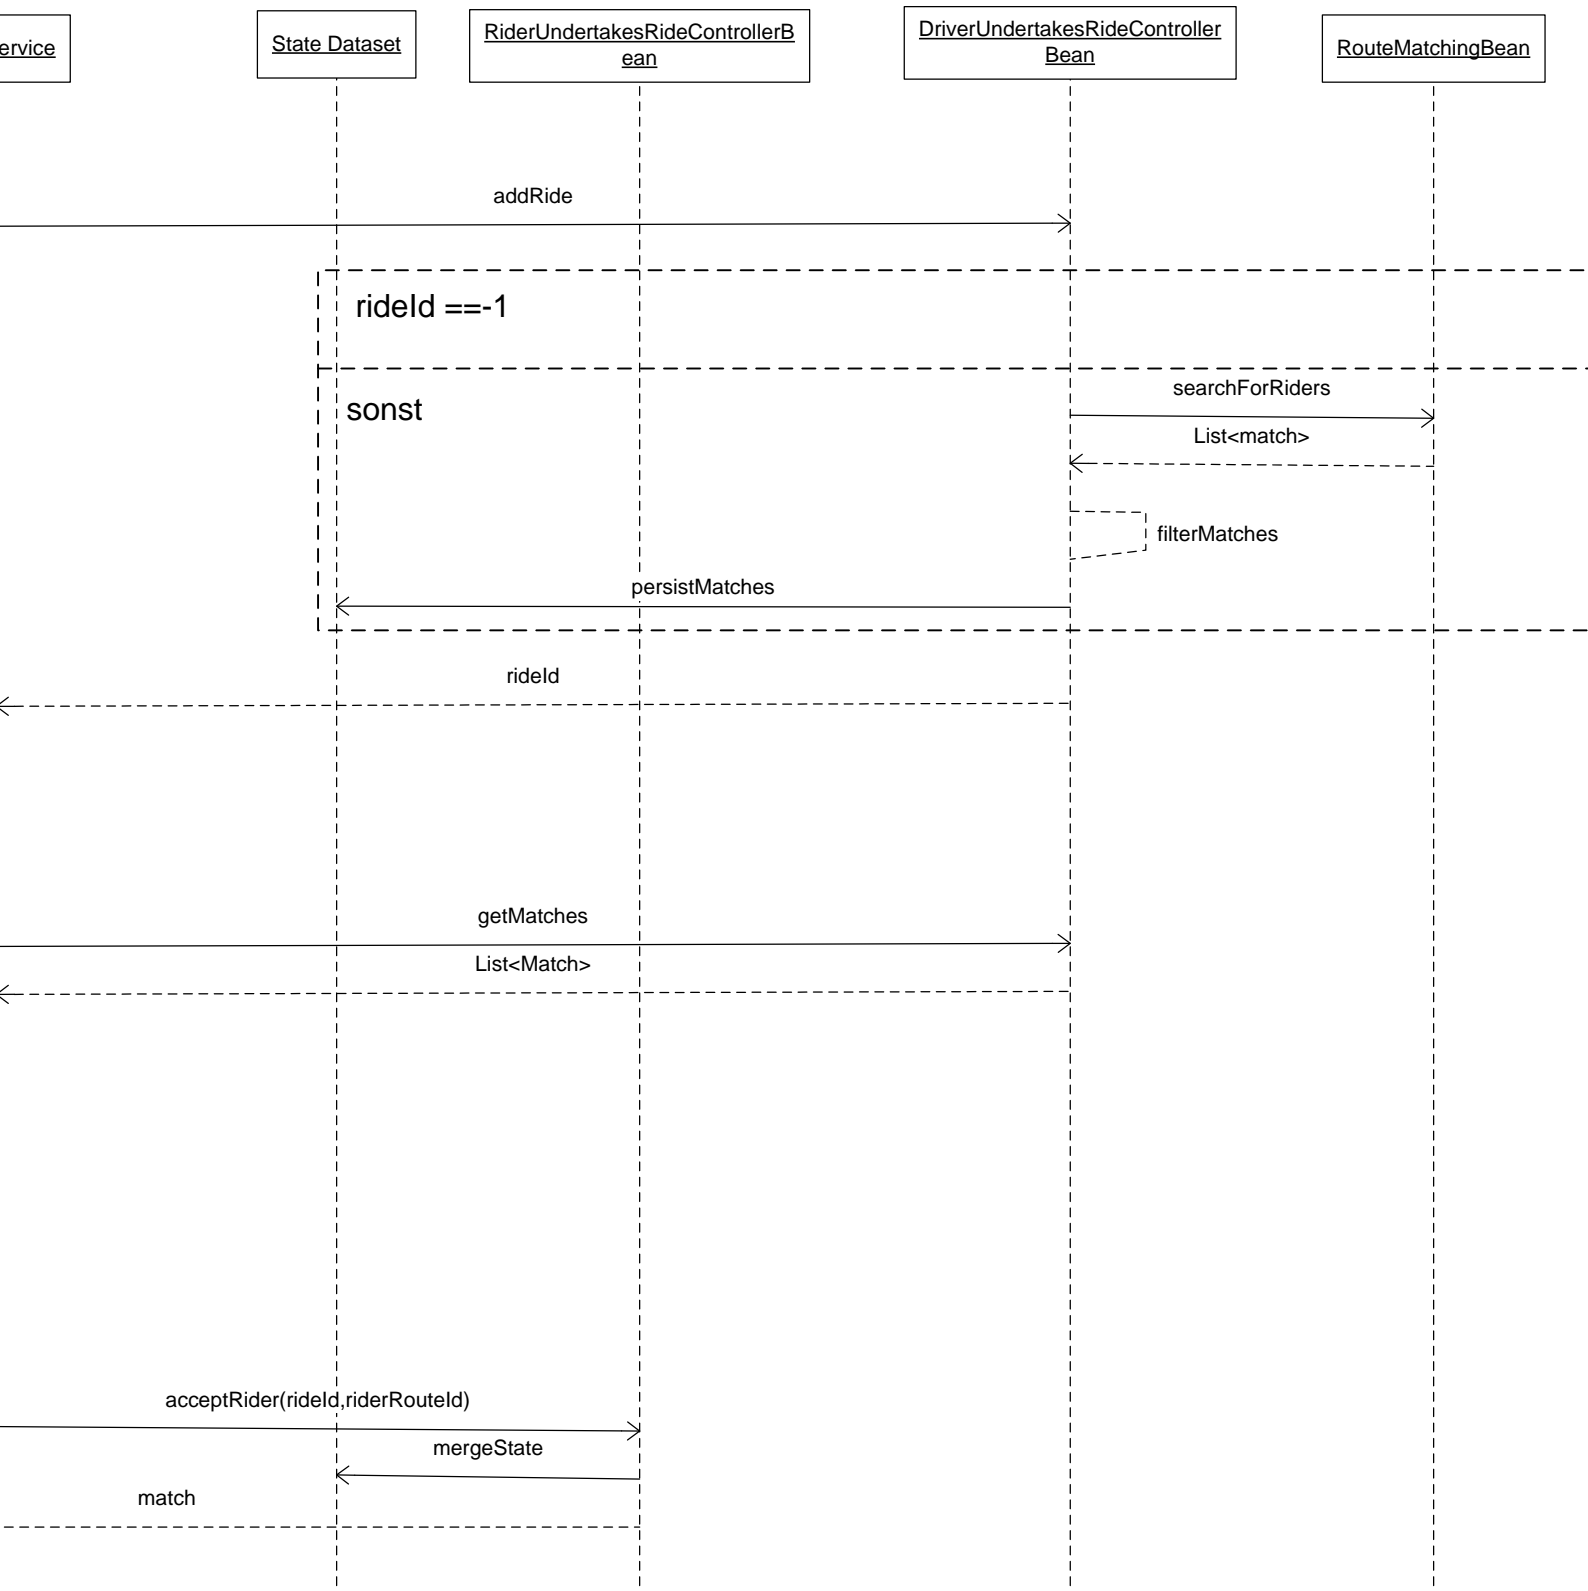 ervice
State Dataset
RiderUndertakesRideControllerB
ean
DriverUndertakesRideController
Bean
RouteMatchingBean
addRide
rideId ==-1
searchForRiders
sonst
List<match>
filterMatches
persistMatches
rideId
getMatches
List<Match>
acceptRider(rideId,riderRouteId)
mergeState
match